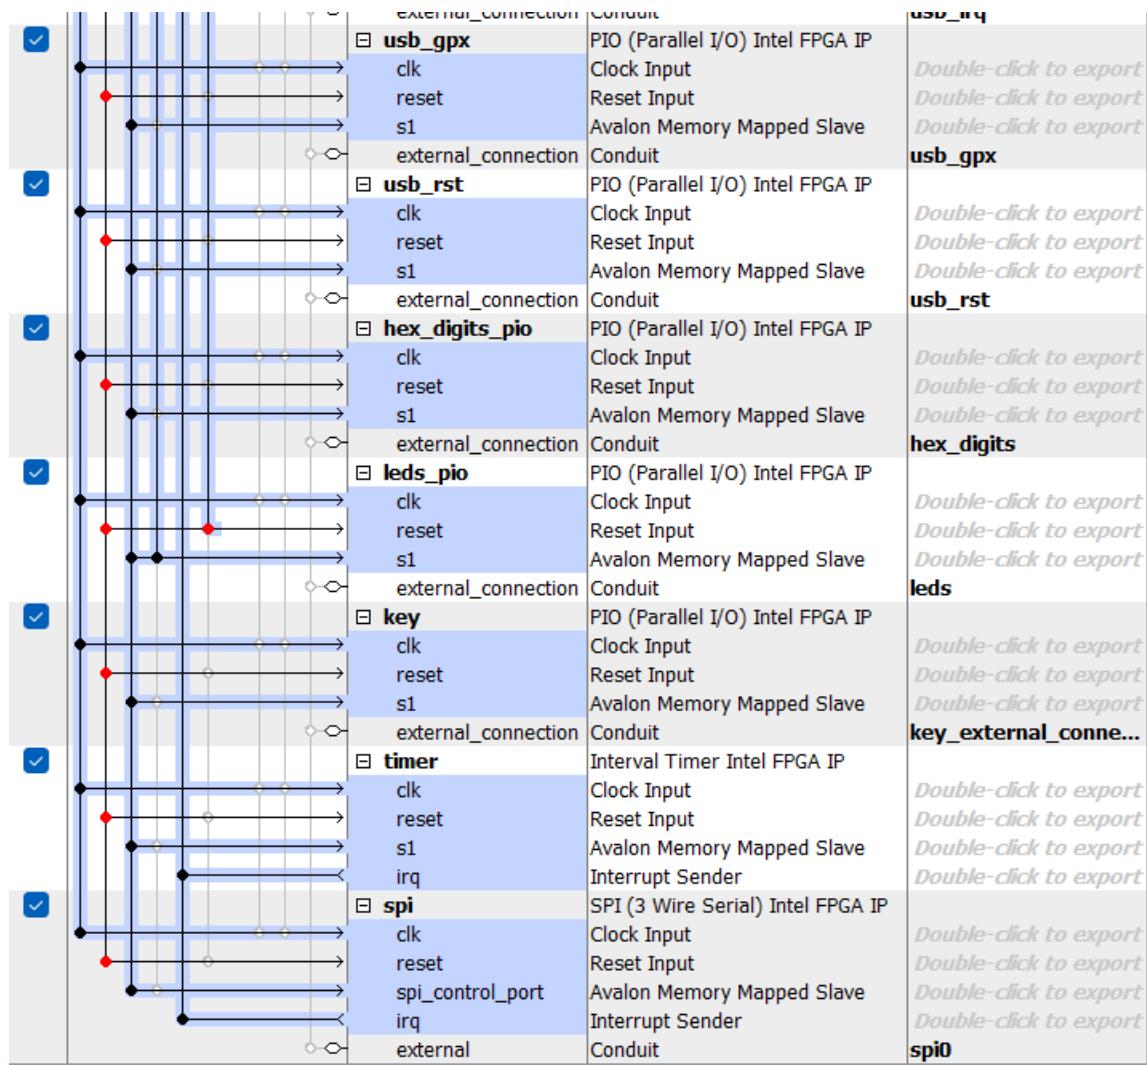 external_connection Conduit usb_irq
usb_gpx PIO (Parallel I/O) Intel FPGA IP
clk Clock Input Double-click to export
reset Reset Input Double-click to export
s1 Avalon Memory Mapped Slave Double-click to export
external_connection Conduit usb_gpx
usb_rst PIO (Parallel I/O) Intel FPGA IP
clk Clock Input Double-click to export
reset Reset Input Double-click to export
s1 Avalon Memory Mapped Slave Double-click to export
external_connection Conduit usb_rst
hex_digits_pio PIO (Parallel I/O) Intel FPGA IP
clk Clock Input Double-click to export
reset Reset Input Double-click to export
s1 Avalon Memory Mapped Slave Double-click to export
external_connection Conduit hex_digits
leds_pio PIO (Parallel I/O) Intel FPGA IP
clk Clock Input Double-click to export
reset Reset Input Double-click to export
s1 Avalon Memory Mapped Slave Double-click to export
external_connection Conduit leds
key PIO (Parallel I/O) Intel FPGA IP
clk Clock Input Double-click to export
reset Reset Input Double-click to export
s1 Avalon Memory Mapped Slave Double-click to export
external_connection Conduit key_external_conne...
timer Interval Timer Intel FPGA IP
clk Clock Input Double-click to export
reset Reset Input Double-click to export
s1 Avalon Memory Mapped Slave Double-click to export
irq Interrupt Sender Double-click to export
spi SPI (3 Wire Serial) Intel FPGA IP
clk Clock Input Double-click to export
reset Reset Input Double-click to export
spi_control_port Avalon Memory Mapped Slave Double-click to export
irq Interrupt Sender Double-click to export
external Conduit spi0